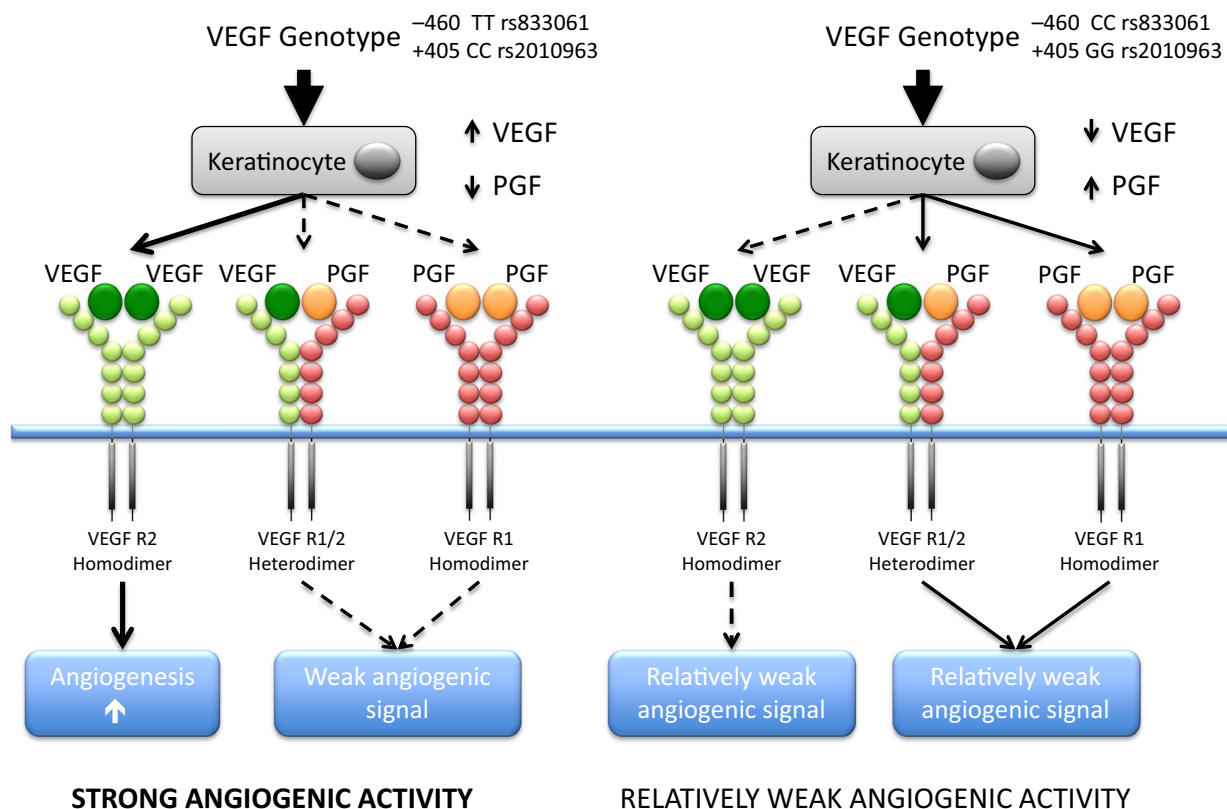 VEGF Genotype
–460 TT rs833061
+405 CC rs2010963
Keratinocyte
VEGF
PGF
VEGF VEGF
VEGF PGF
PGF PGF
VEGF R2
Homodimer
VEGF R1/2
Heterodimer
VEGF R1
Homodimer
Angiogenesis
Weak angiogenic
signal
STRONG ANGIOGENIC ACTIVITY
VEGF Genotype
–460 CC rs833061
+405 GG rs2010963
Keratinocyte
VEGF
PGF
VEGF VEGF
VEGF PGF
PGF PGF
VEGF R2
Homodimer
VEGF R1/2
Heterodimer
VEGF R1
Homodimer
Relatively weak
angiogenic signal
Relatively weak
angiogenic signal
RELATIVELY WEAK ANGIOGENIC ACTIVITY